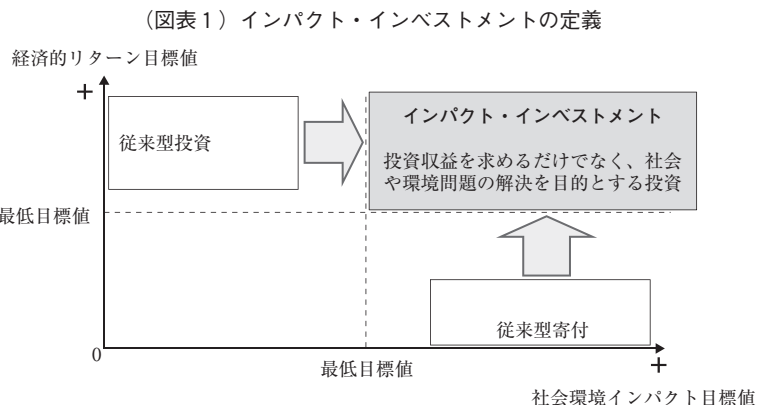 （図表１）インパクト・インベストメントの定義
経済的リターン目標値
+
従来型投資
インパクト・インベストメント
投資収益を求めるだけでなく、社会
や環境問題の解決を目的とする投資
最低目標値
従来型寄付
0
最低目標値
+
社会環境インパクト目標値